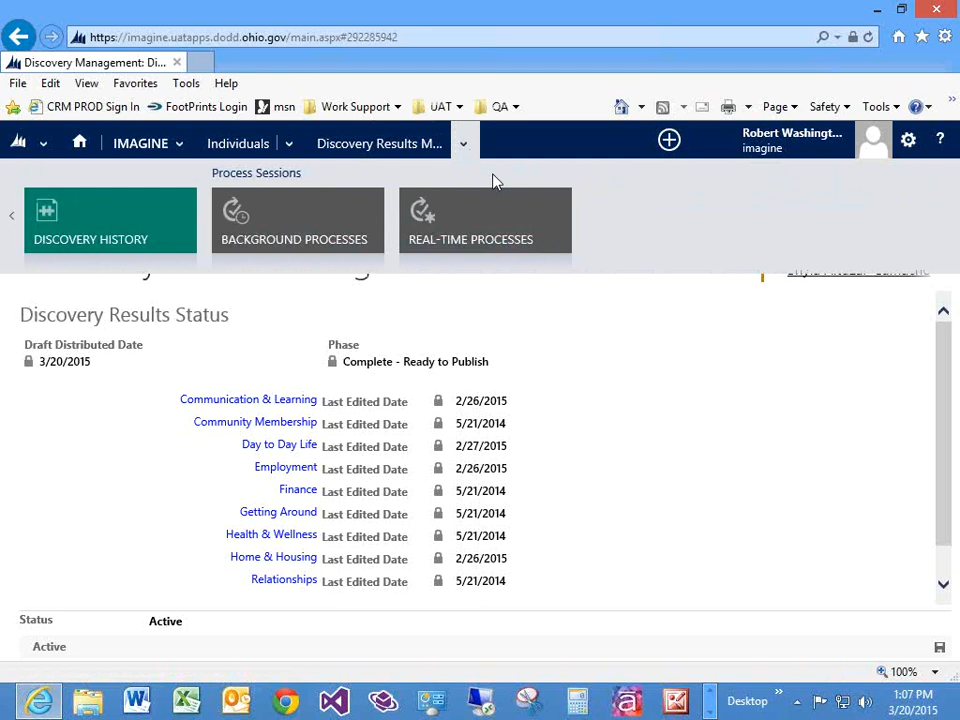 https://imagine.uatapps.dodd.ohio.gov/main.aspx#292285942
Discovery Management: Di...
File Edit View Favorites Tools Help
CRM PROD Sign In FootPrints Login msn Work Support UAT QA Page Safety Tools
IMAGINE Individuals Discovery Results M... Robert Washingt...
imagine
Process Sessions
DISCOVERY HISTORY BACKGROUND PROCESSES REAL-TIME PROCESSES
Discovery Results Status
Draft Distributed Date Phase
3/20/2015 Complete - Ready to Publish
Communication & Learning Last Edited Date 2/26/2015
Community Membership Last Edited Date 5/21/2014
Day to Day Life Last Edited Date 2/27/2015
Employment Last Edited Date 2/26/2015
Finance Last Edited Date 5/21/2014
Getting Around Last Edited Date 5/21/2014
Health & Wellness Last Edited Date 5/21/2014
Home & Housing Last Edited Date 2/26/2015
Relationships Last Edited Date 5/21/2014
Status Active
Active
100%
Desktop 1:07 PM
3/20/2015